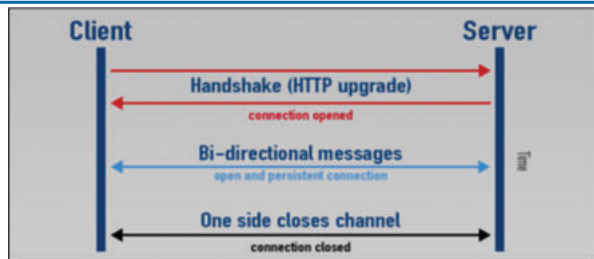 Client
Server
Handshake (HTTP upgrade)
connection opened
Bi-directional messages
open and persistent connection
Time
One side closes channel
connection closed